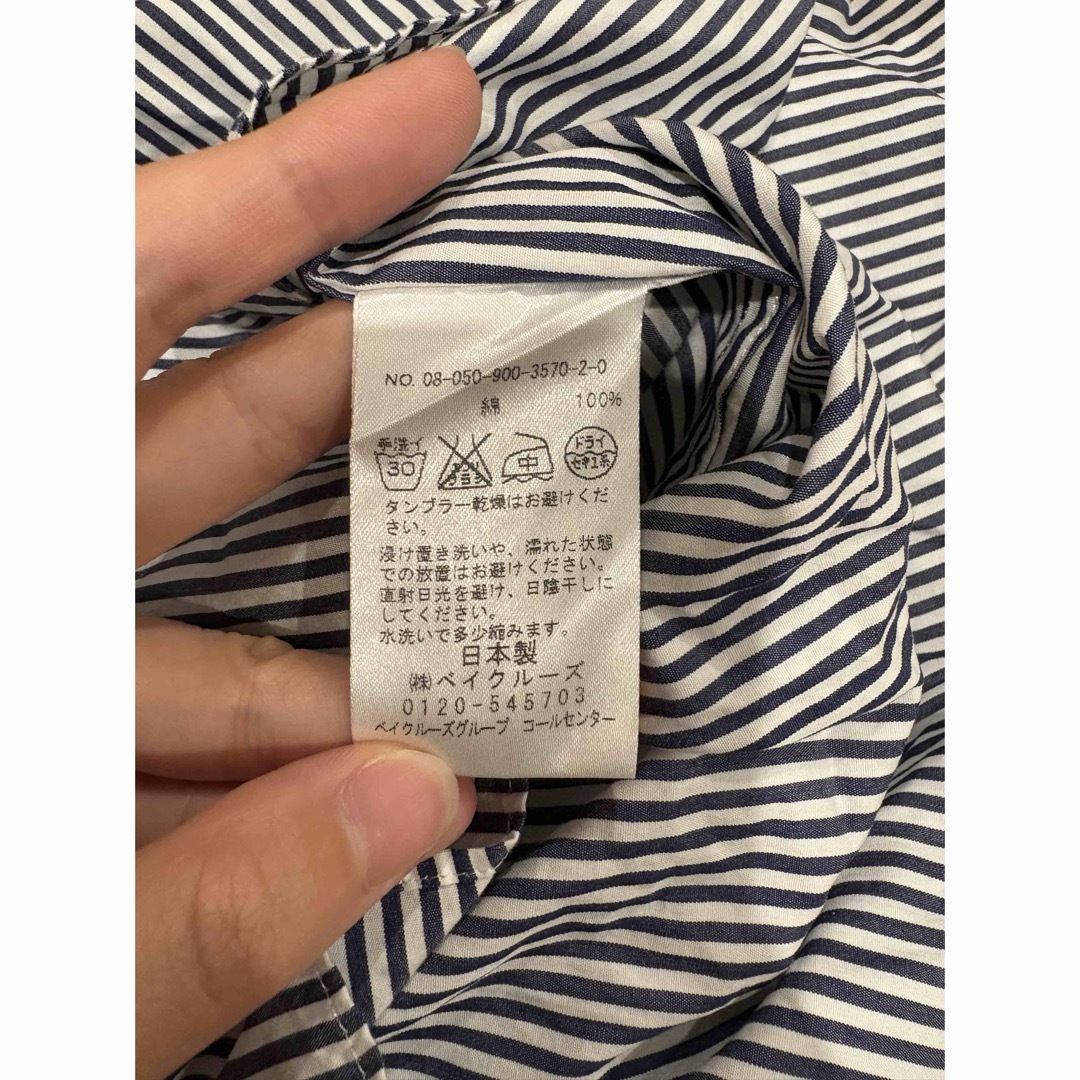 NO. 08-050-900-3570-2-0
綿 100%
手洗イ 30 エンソサラシ 中 ドライ セキユ系
タンブラー乾燥はお避けくだ
さい。
浸け置き洗いや、濡れた状態
での放置はお避けください。
直射日光を避け、日陰干しに
してください。
水洗いで多少縮みます。
日本製
㈱ベイクルーズ
0120-545703
ベイクルーズグループ コールセンター